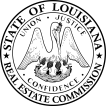 STATE OF LOUISIANA
UNION · JUSTICE
CONFIDENCE
REAL ESTATE COMMISSION